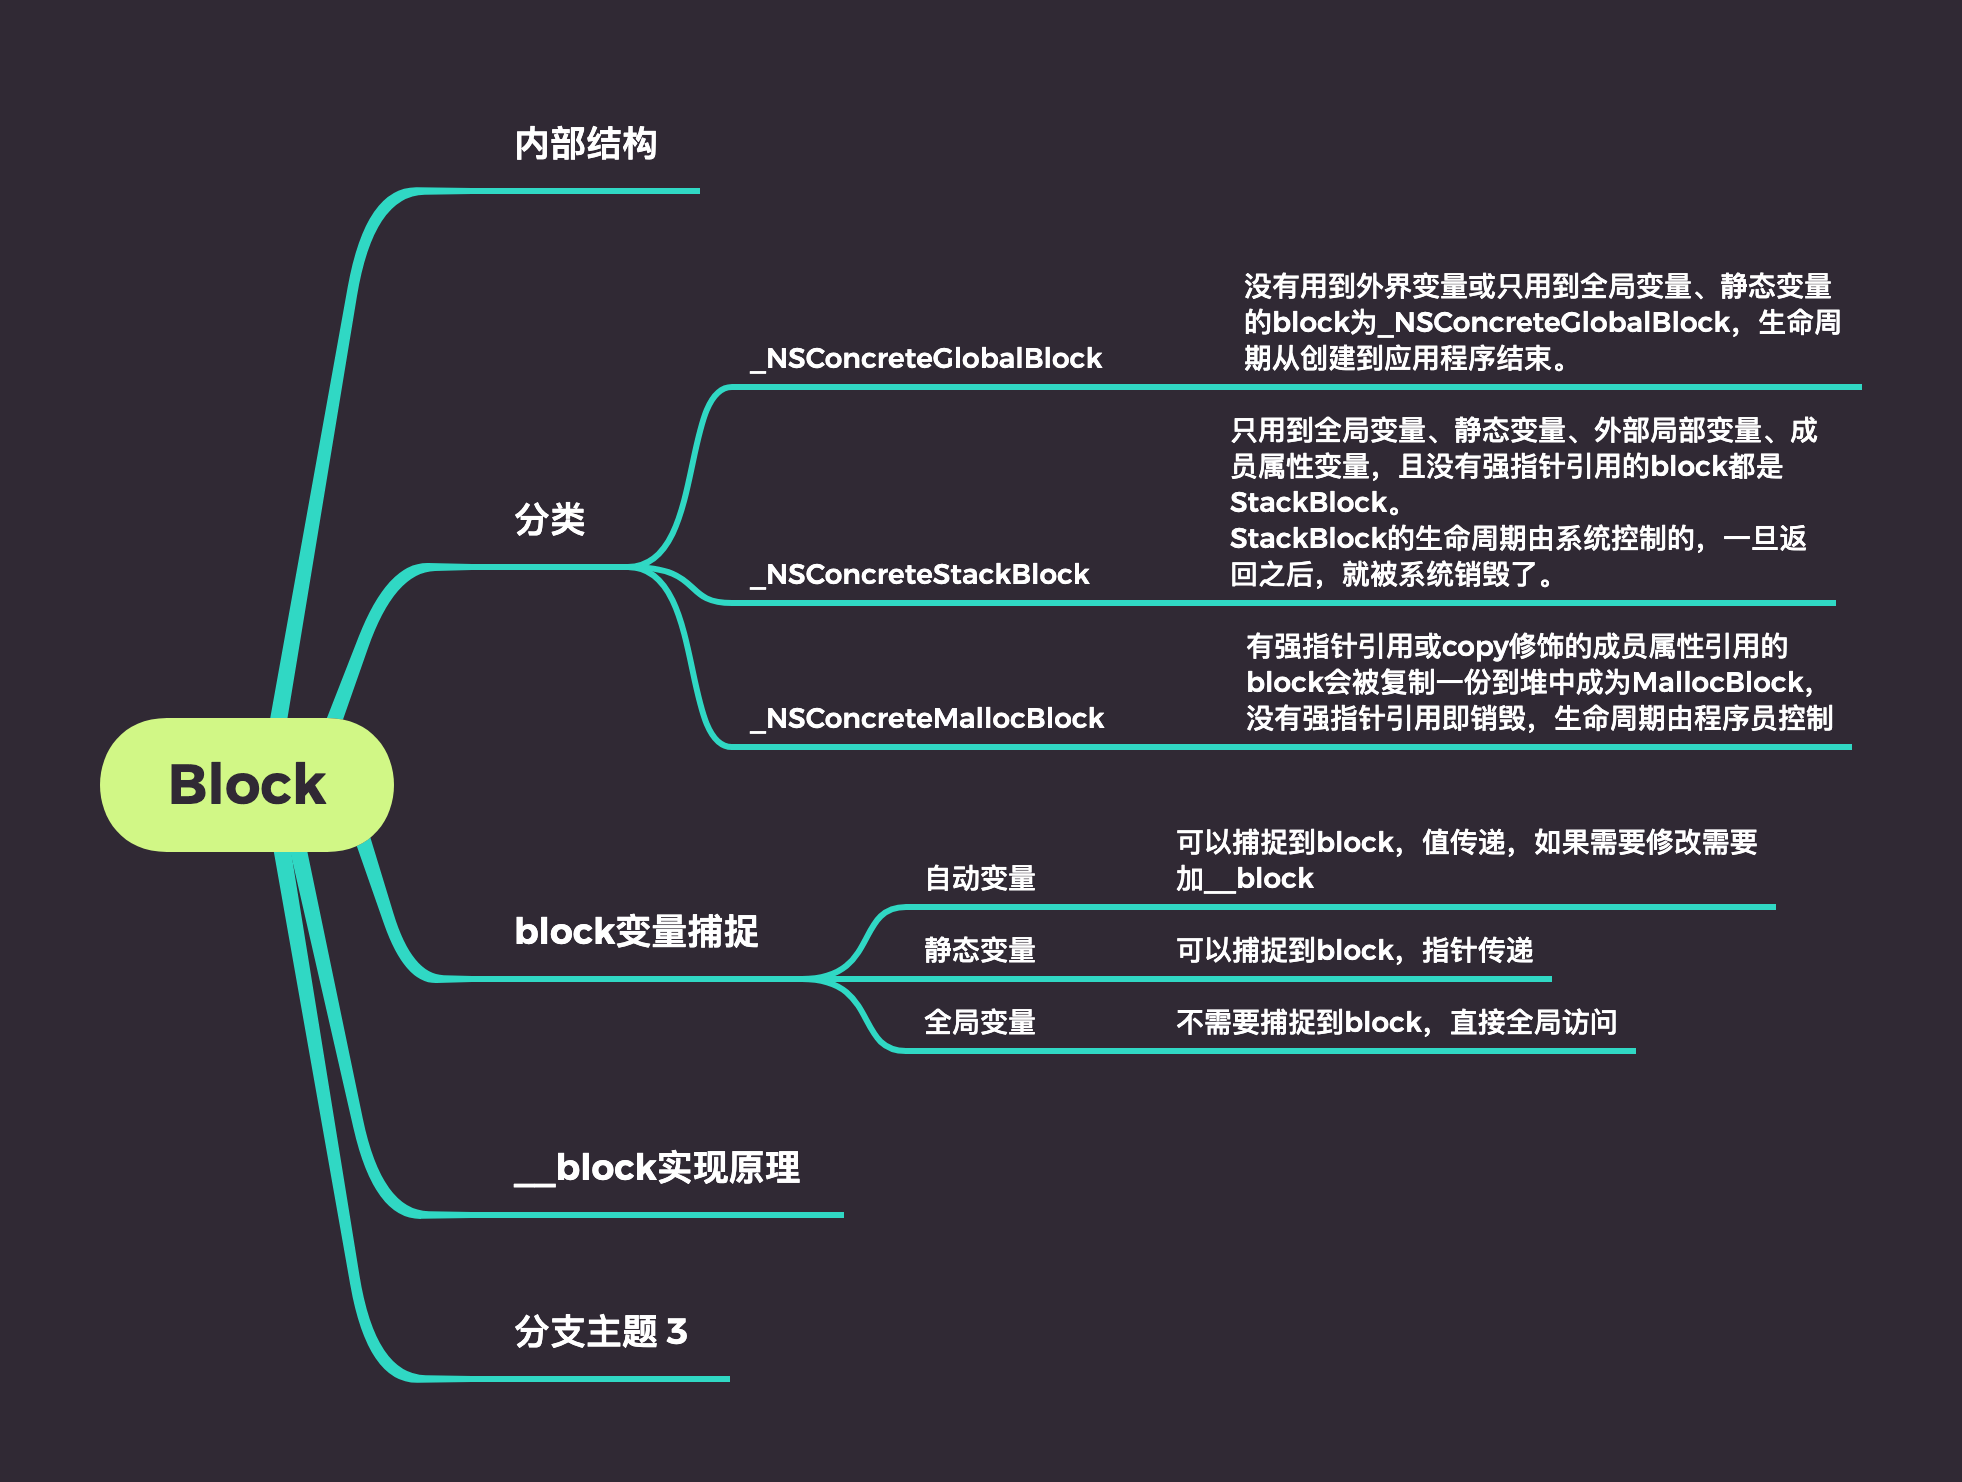 内部结构
没有用到外界变量或只用到全局变量、静态变量
的block为_NSConcreteGlobalBlock，生命周
_NSConcreteGlobalBlock
期从创建到应用程序结束。
只用到全局变量、静态变量、外部局部变量、成
员属性变量，且没有强指针引用的block都是
StackBlock。
分类
StackBlock的生命周期由系统控制的，一旦返
_NSConcreteStackBlock
回之后，就被系统销毁了。
有强指针引用或copy修饰的成员属性引用的
block会被复制一份到堆中成为MallocBlock，
_NSConcreteMallocBlock
没有强指针引用即销毁，生命周期由程序员控制
Block
可以捕捉到block，值传递，如果需要修改需要
自动变量
加__block
block变量捕捉
静态变量
可以捕捉到block，指针传递
全局变量
不需要捕捉到block，直接全局访问
__block实现原理
分支主题 3